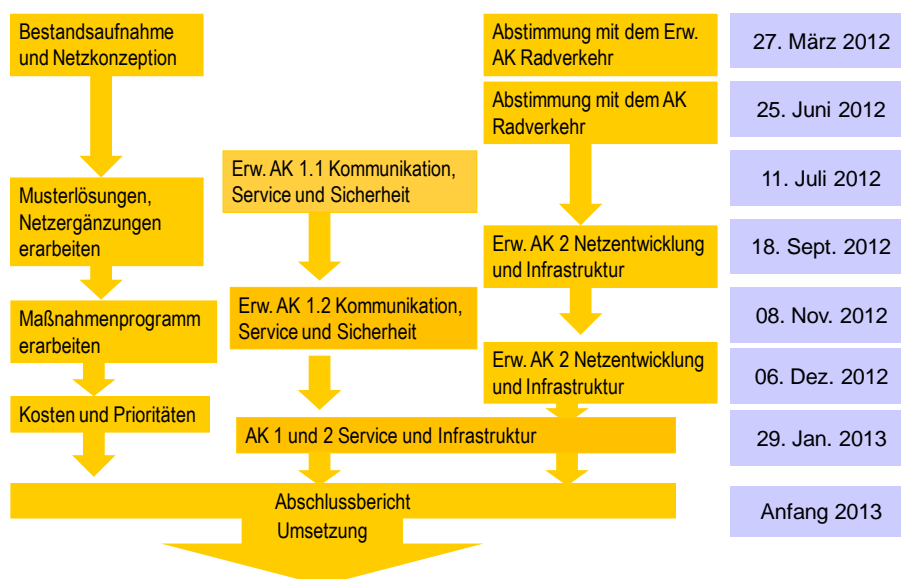 Bestandsaufnahme
und Netzkonzeption
Abstimmung mit dem Erw.
AK Radverkehr
27. März 2012
Abstimmung mit dem AK
Radverkehr
25. Juni 2012
Erw. AK 1.1 Kommunikation,
Service und Sicherheit
11. Juli 2012
Musterlösungen,
Netzergänzungen
erarbeiten
Erw. AK 2 Netzentwicklung
und Infrastruktur
18. Sept. 2012
Maßnahmenprogramm
erarbeiten
Erw. AK 1.2 Kommunikation,
Service und Sicherheit
08. Nov. 2012
Erw. AK 2 Netzentwicklung
und Infrastruktur
06. Dez. 2012
Kosten und Prioritäten
AK 1 und 2 Service und Infrastruktur
29. Jan. 2013
Abschlussbericht
Umsetzung
Anfang 2013